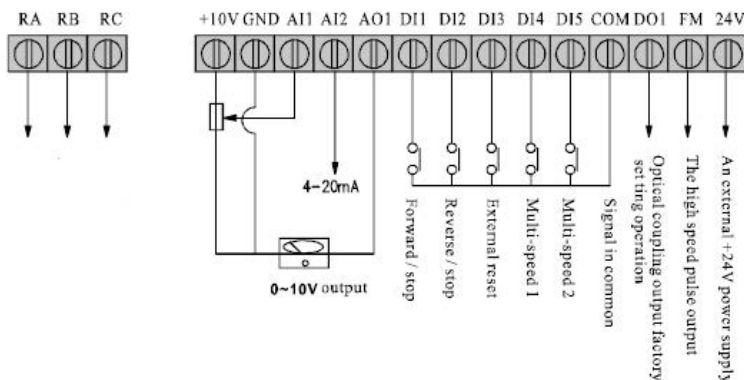 RA RB RC +10V GND AI1 AI2 AO1 DI1 DI2 DI3 DI4 DI5 COM DO1 FM 24V
4-20mA
0~10V output
Forward / stop
Reverse / stop
External reset
Multi-speed 1
Multi-speed 2
Signal in common
Optical coupling output factory
set ting operation
The high speed pulse output
An external +24V power supply